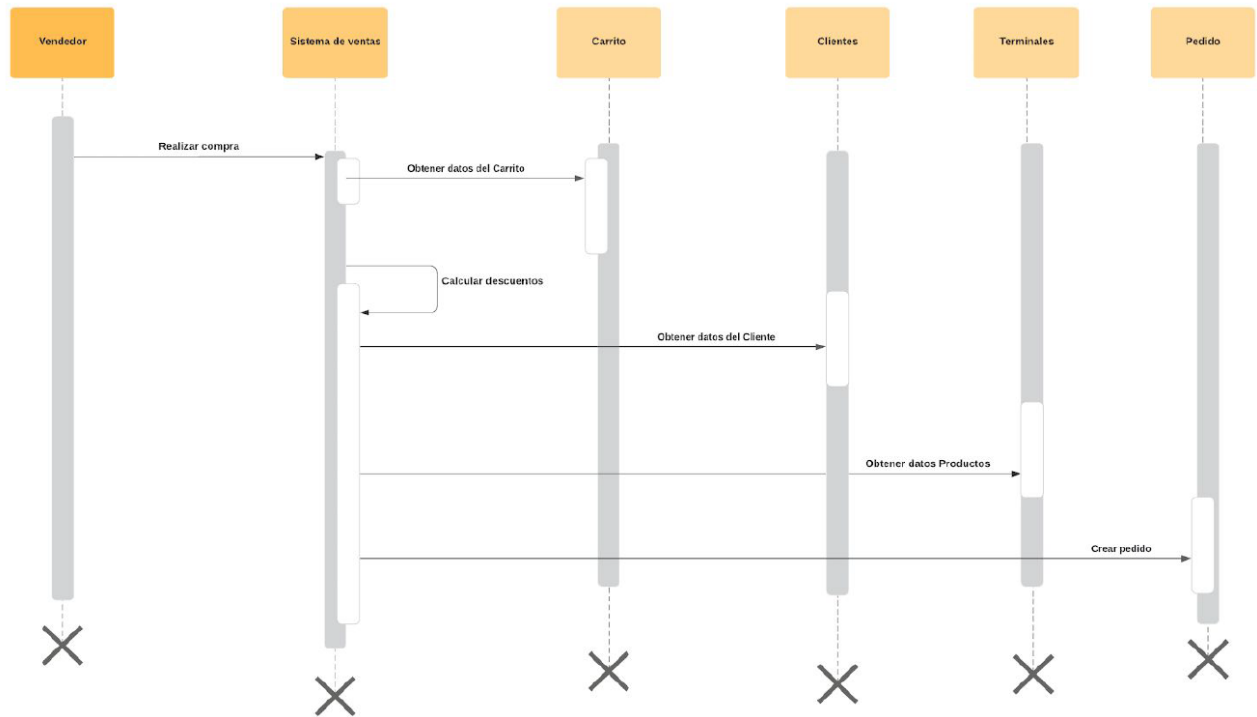 Vendedor
Sistema de ventas
Carrito
Clientes
Terminales
Pedido
Realizar compra
Obtener datos del Carrito
Calcular descuentos
Obtener datos del Cliente
Obtener datos Productos
Crear pedido